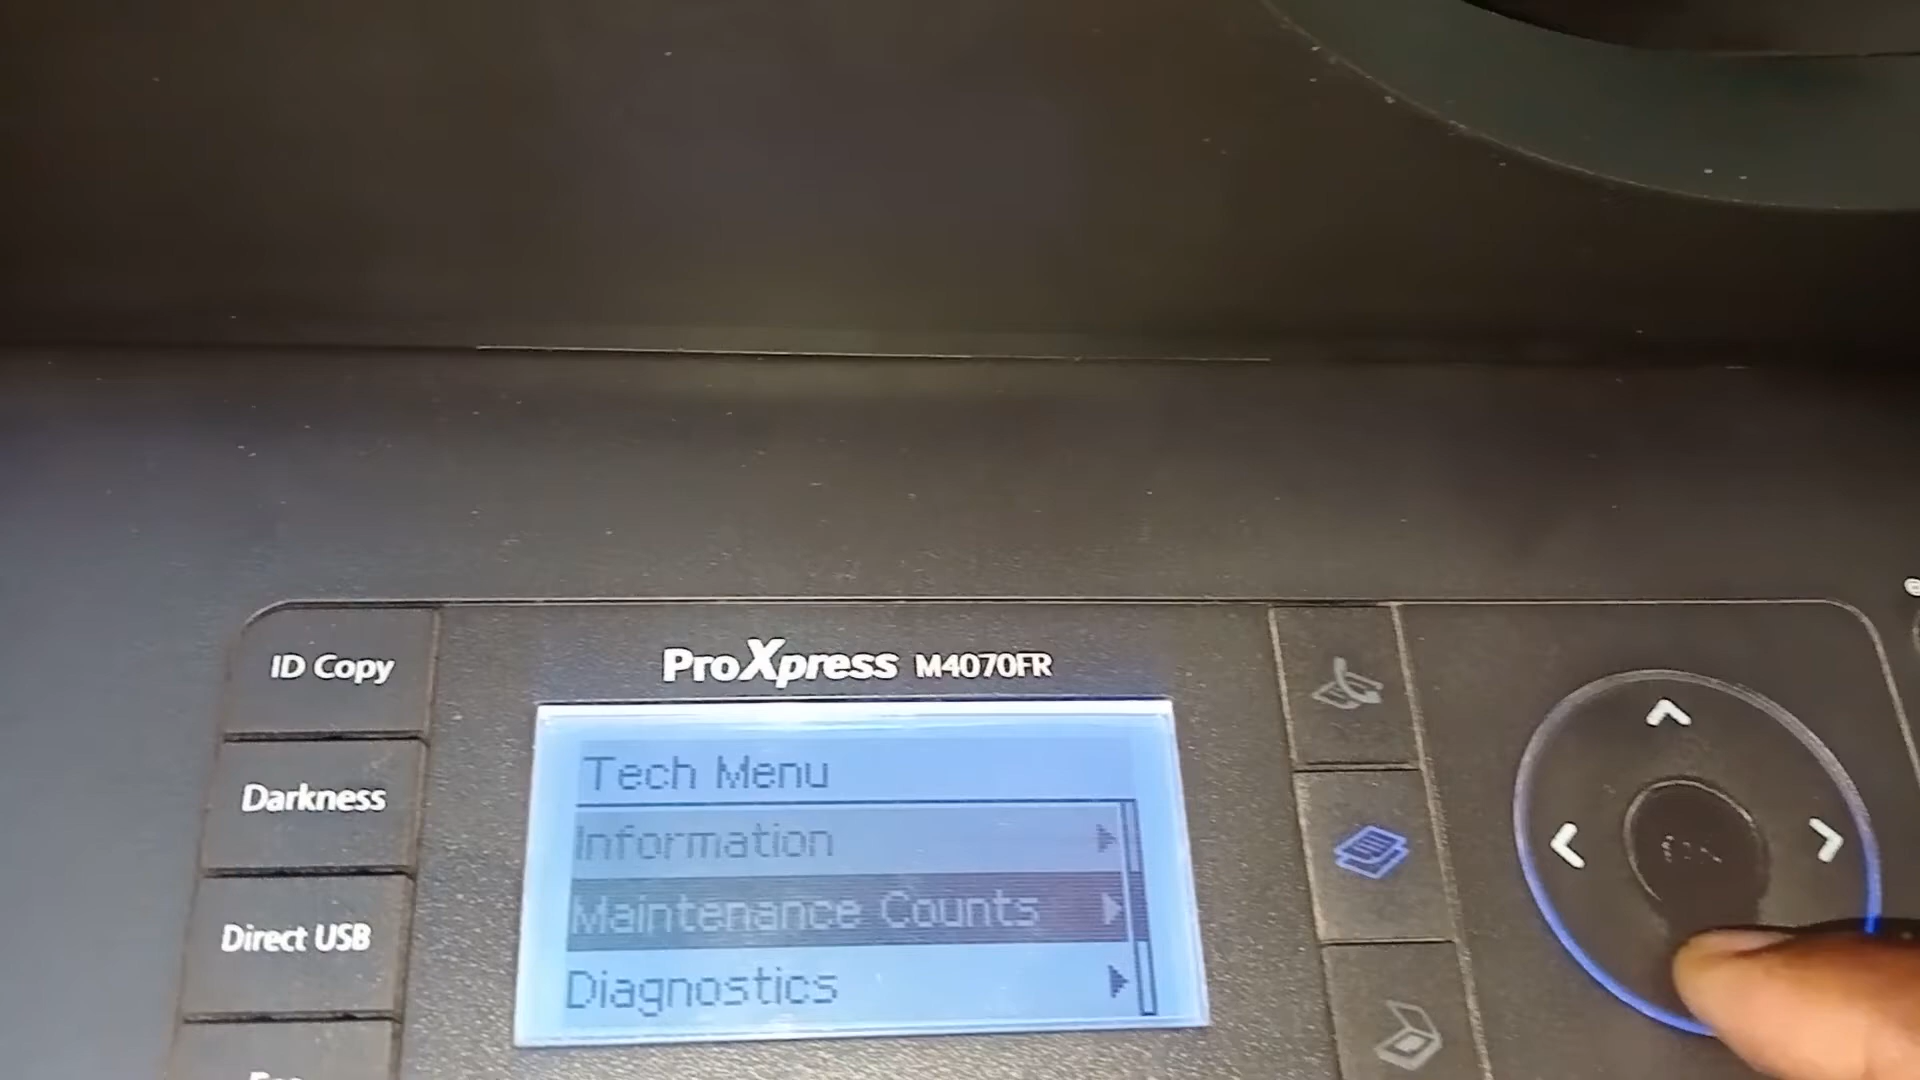 ID Copy
Darkness
Direct USB
ProXpress M4070FR
Tech Menu
Information
Maintenance Counts
Diagnostics